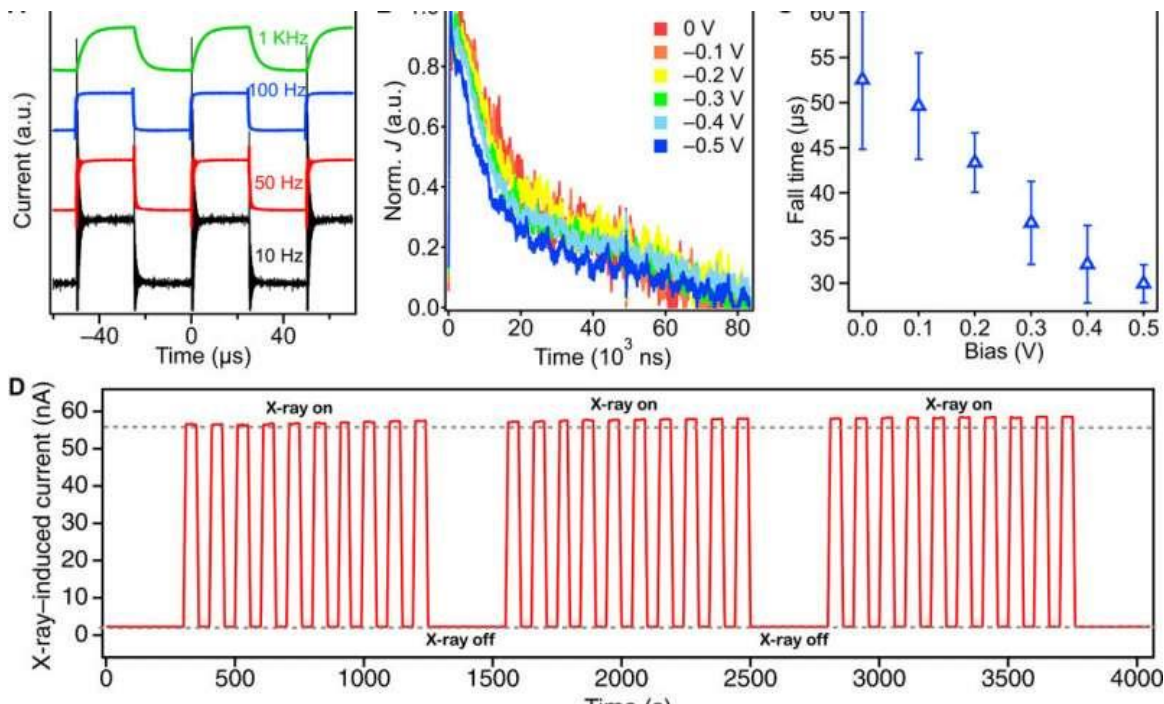 1 KHz
100 Hz
50 Hz
10 Hz
Current (a.u.)
−40 0 40
Time (µs)
0.8
0.6
0.4
0.2
0.0
Norm. J (a.u.)
0 V
−0.1 V
−0.2 V
−0.3 V
−0.4 V
−0.5 V
0 20 40 60 80
Time (10³ ns)
60
55
50
45
40
35
30
Fall time (µs)
0.0 0.1 0.2 0.3 0.4 0.5
Bias (V)
D
X-ray–induced current (nA)
60
50
40
30
20
10
0
X-ray on X-ray on X-ray on
X-ray off X-ray off
0 500 1000 1500 2000 2500 3000 3500 4000
Time (s)